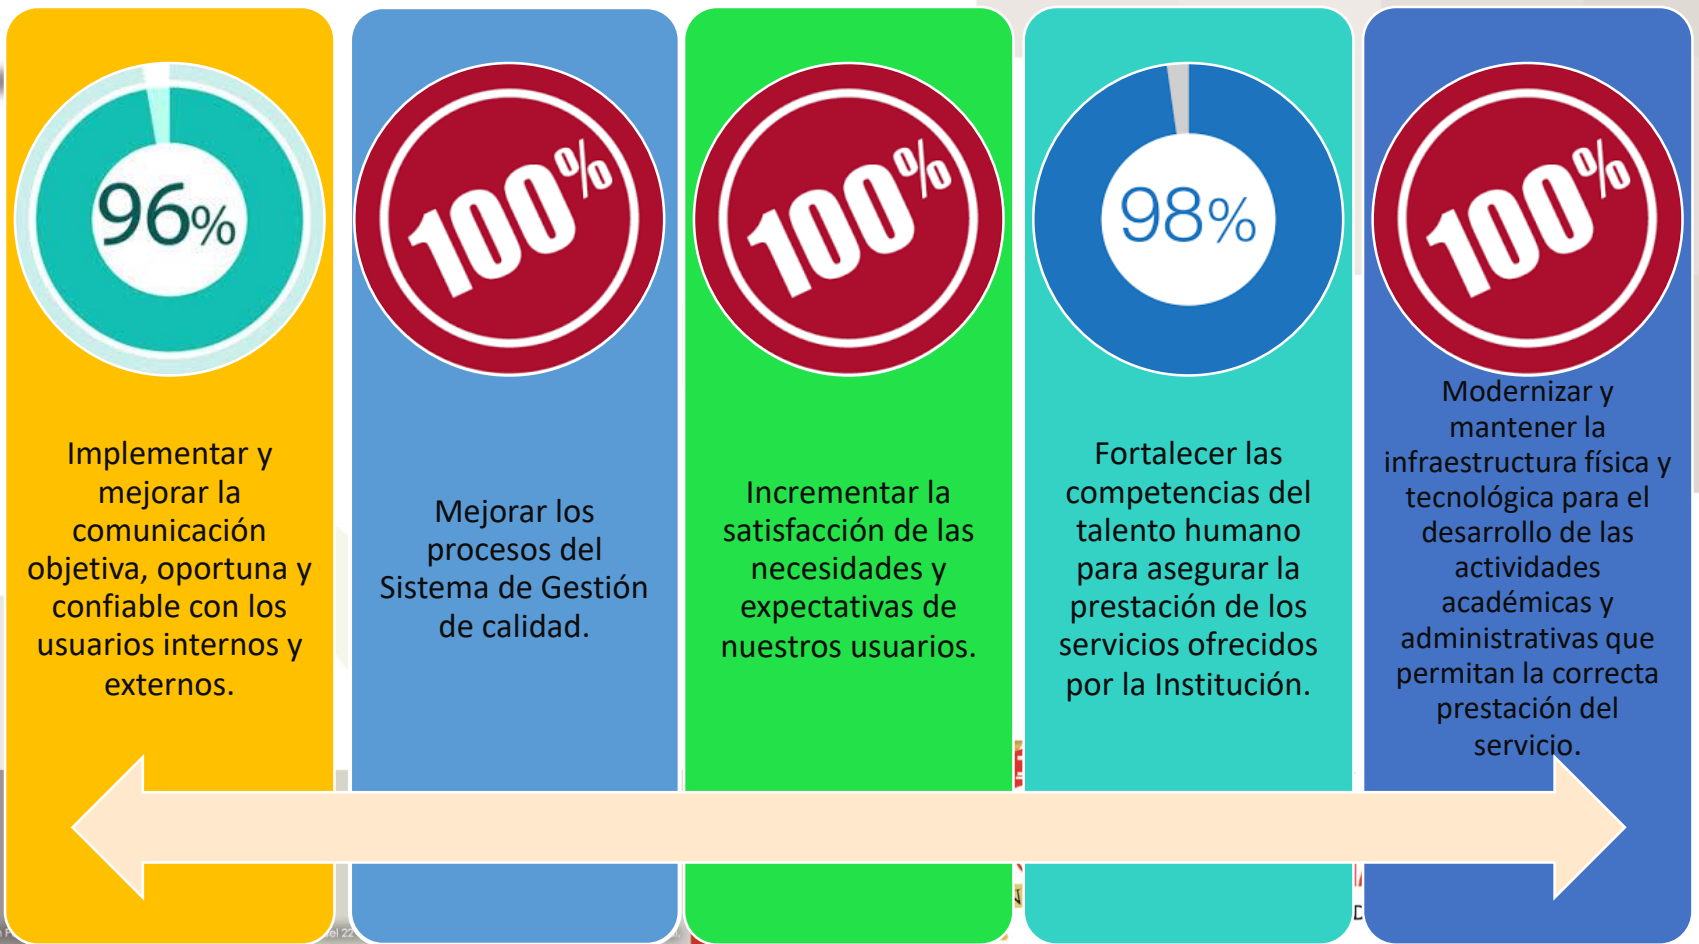 96%
Implementar y
mejorar la
comunicación
objetiva, oportuna y
confiable con los
usuarios internos y
externos.
100%
Mejorar los
procesos del
Sistema de Gestión
de calidad.
100%
Incrementar la
satisfacción de las
necesidades y
expectativas de
nuestros usuarios.
98%
Fortalecer las
competencias del
talento humano
para asegurar la
prestación de los
servicios ofrecidos
por la Institución.
100%
Modernizar y
mantener la
infraestructura física y
tecnológica para el
desarrollo de las
actividades
académicas y
administrativas que
permitan la correcta
prestación del
servicio.